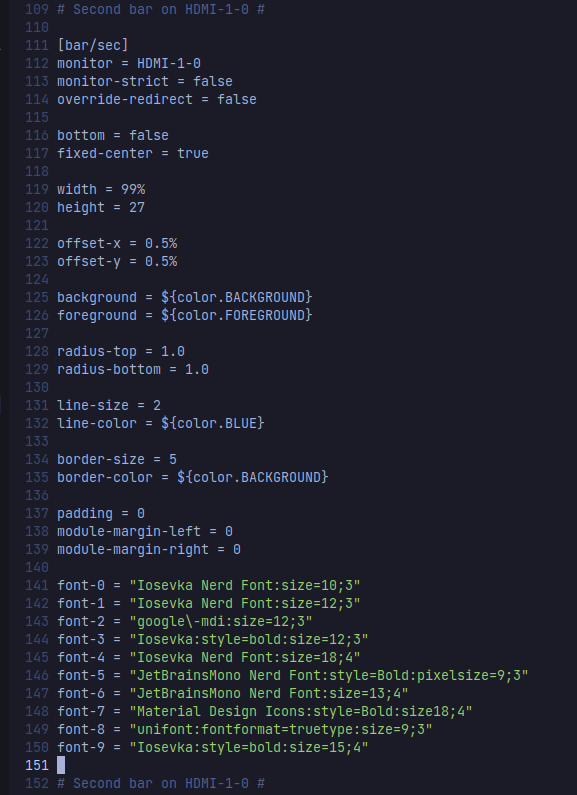 109 # Second bar on HDMI-1-0 #
110
111 [bar/sec]
112 monitor = HDMI-1-0
113 monitor-strict = false
114 override-redirect = false
115
116 bottom = false
117 fixed-center = true
118
119 width = 99%
120 height = 27
121
122 offset-x = 0.5%
123 offset-y = 0.5%
124
125 background = ${color.BACKGROUND}
126 foreground = ${color.FOREGROUND}
127
128 radius-top = 1.0
129 radius-bottom = 1.0
130
131 line-size = 2
132 line-color = ${color.BLUE}
133
134 border-size = 5
135 border-color = ${color.BACKGROUND}
136
137 padding = 0
138 module-margin-left = 0
139 module-margin-right = 0
140
141 font-0 = "Iosevka Nerd Font:size=10;3"
142 font-1 = "Iosevka Nerd Font:size=12;3"
143 font-2 = "google\-mdi:size=12;3"
144 font-3 = "Iosevka:style=bold:size=12;3"
145 font-4 = "Iosevka Nerd Font:size=18;4"
146 font-5 = "JetBrainsMono Nerd Font:style=Bold:pixelsize=9;3"
147 font-6 = "JetBrainsMono Nerd Font:size=13;4"
148 font-7 = "Material Design Icons:style=Bold:size18;4"
149 font-8 = "unifont:fontformat=truetype:size=9;3"
150 font-9 = "Iosevka:style=bold:size=15;4"
151
152 # Second bar on HDMI-1-0 #